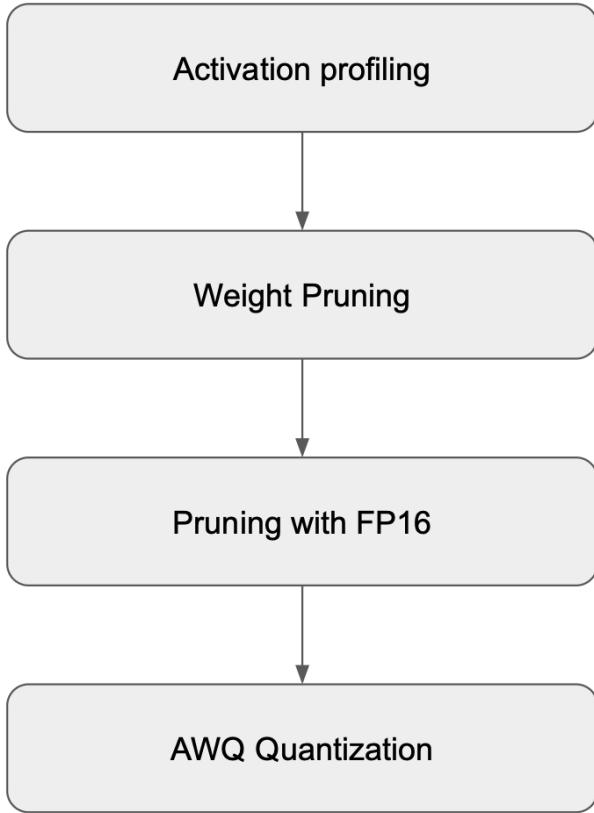 Activation profiling
Weight Pruning
Pruning with FP16
AWQ Quantization